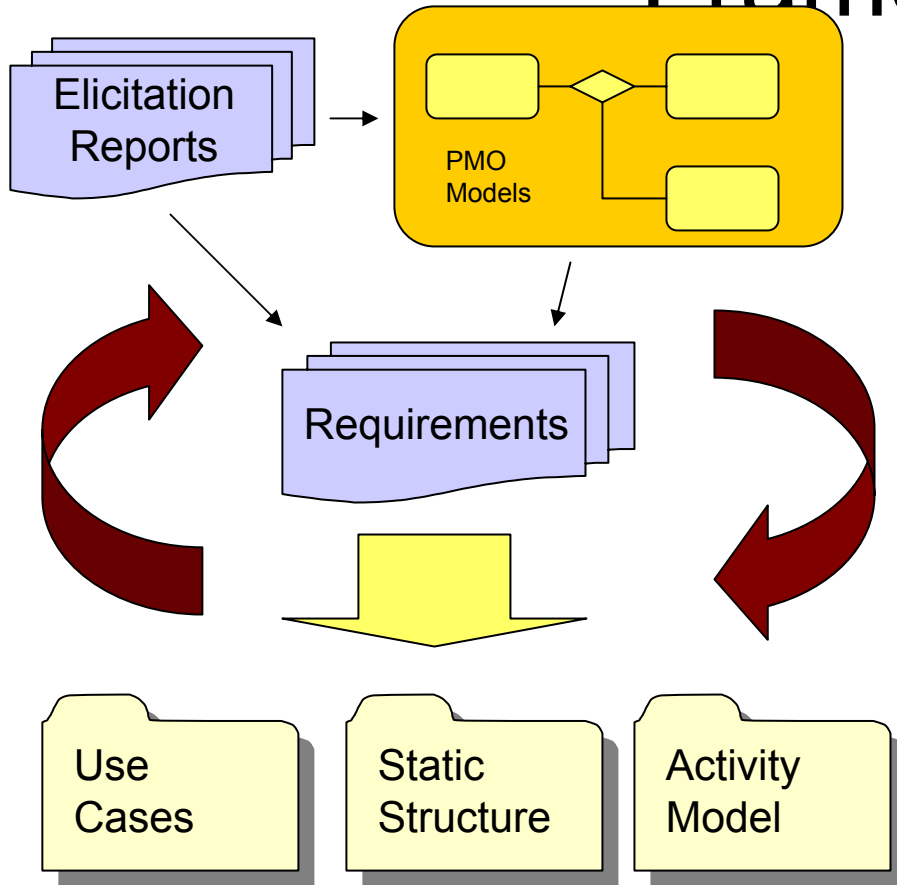 Elicitation
Reports
PMO
Models
Requirements
Use
Cases
Static
Structure
Activity
Model